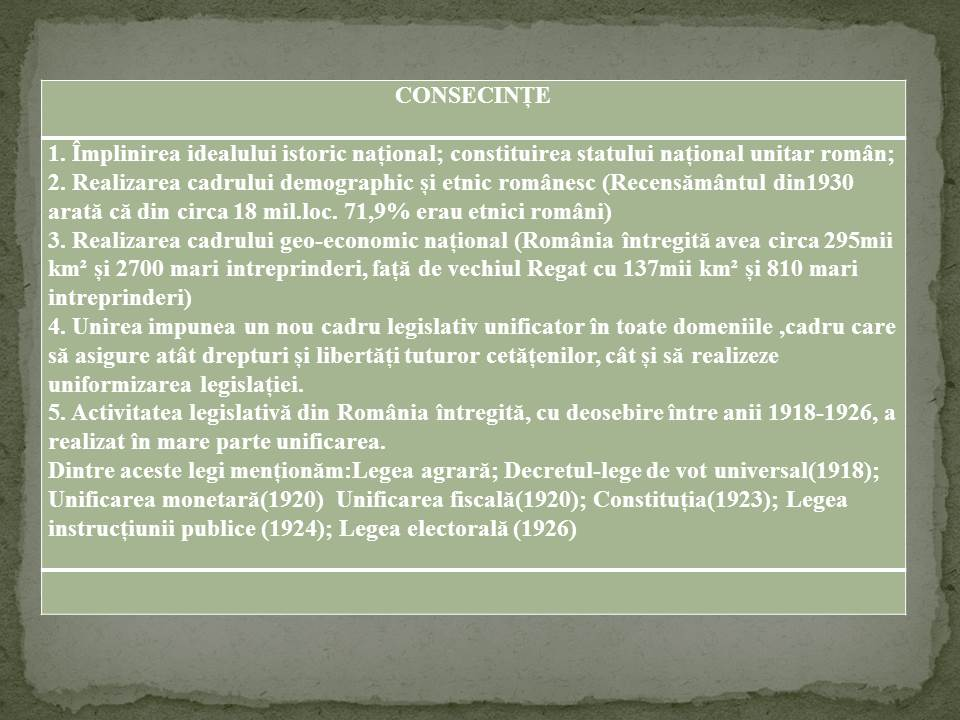 CONSECINȚE
1. Împlinirea idealului istoric național; constituirea statului național unitar român;
2. Realizarea cadrului demographic și etnic românesc (Recensământul din1930
arată că din circa 18 mil.loc. 71,9% erau etnici români)
3. Realizarea cadrului geo-economic național (România întregită avea circa 295mii
km² și 2700 mari intreprinderi, față de vechiul Regat cu 137mii km² și 810 mari
intreprinderi)
4. Unirea impunea un nou cadru legislativ unificator în toate domeniile ,cadru care
să asigure atât drepturi și libertăți tuturor cetățenilor, cât și să realizeze
uniformizarea legislației.
5. Activitatea legislativă din România întregită, cu deosebire între anii 1918-1926, a
realizat în mare parte unificarea.
Dintre aceste legi menționăm:Legea agrară; Decretul-lege de vot universal(1918);
Unificarea monetară(1920) Unificarea fiscală(1920); Constituția(1923); Legea
instrucțiunii publice (1924); Legea electorală (1926)